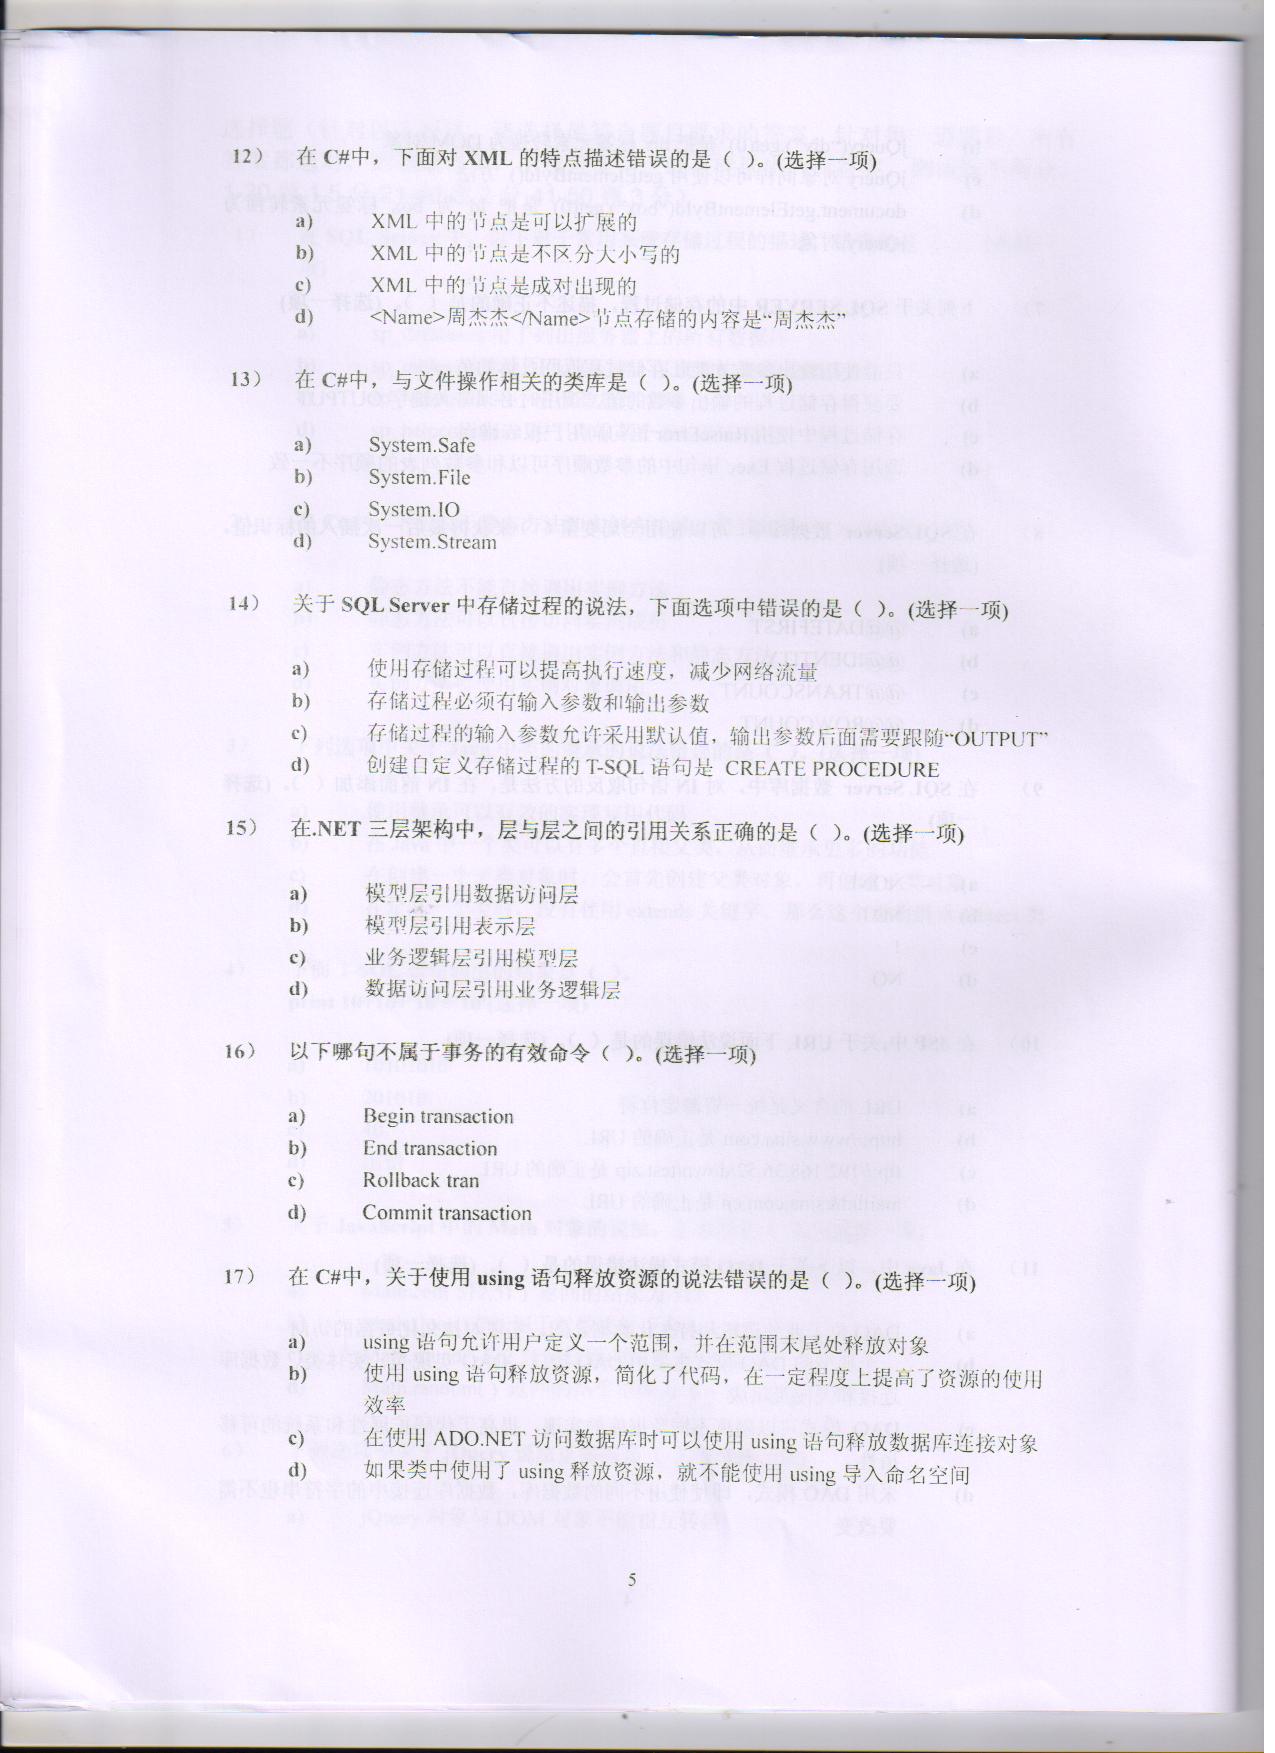 12） 在 C#中，下面对 XML 的特点描述错误的是（ ）。(选择一项)
a) XML 中的节点是可以扩展的
b) XML 中的节点是不区分大小写的
c) XML 中的节点是成对出现的
d) <Name>周杰杰</Name>节点存储的内容是“周杰杰”
13） 在 C#中，与文件操作相关的类库是（ ）。(选择一项)
a) System.Safe
b) System.File
c) System.IO
d) System.Stream
14） 关于 SQL Server 中存储过程的说法，下面选项中错误的是（ ）。(选择一项)
a) 使用存储过程可以提高执行速度，减少网络流量
b) 存储过程必须有输入参数和输出参数
c) 存储过程的输入参数允许采用默认值，输出参数后面需要跟随“OUTPUT”
d) 创建自定义存储过程的 T-SQL 语句是 CREATE PROCEDURE
15） 在.NET 三层架构中，层与层之间的引用关系正确的是（ ）。(选择一项)
a) 模型层引用数据访问层
b) 模型层引用表示层
c) 业务逻辑层引用模型层
d) 数据访问层引用业务逻辑层
16） 以下哪句不属于事务的有效命令（ ）。(选择一项)
a) Begin transaction
b) End transaction
c) Rollback tran
d) Commit transaction
17） 在 C#中，关于使用 using 语句释放资源的说法错误的是（ ）。(选择一项)
a) using 语句允许用户定义一个范围，并在范围末尾处释放对象
b) 使用 using 语句释放资源，简化了代码，在一定程度上提高了资源的使用
效率
c) 在使用 ADO.NET 访问数据库时可以使用 using 语句释放数据库连接对象
d) 如果类中使用了 using 释放资源，就不能使用 using 导入命名空间
5